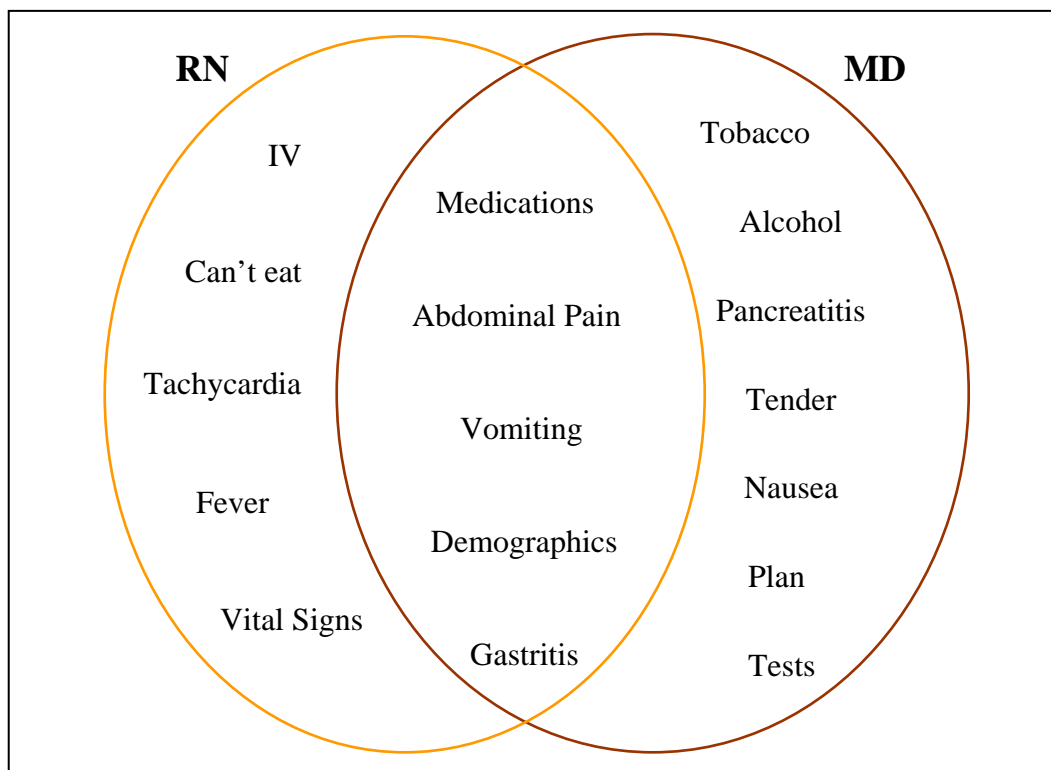 RN
IV
Can’t eat
Tachycardia
Fever
Vital Signs
Medications
Abdominal Pain
Vomiting
Demographics
Gastritis
MD
Tobacco
Alcohol
Pancreatitis
Tender
Nausea
Plan
Tests